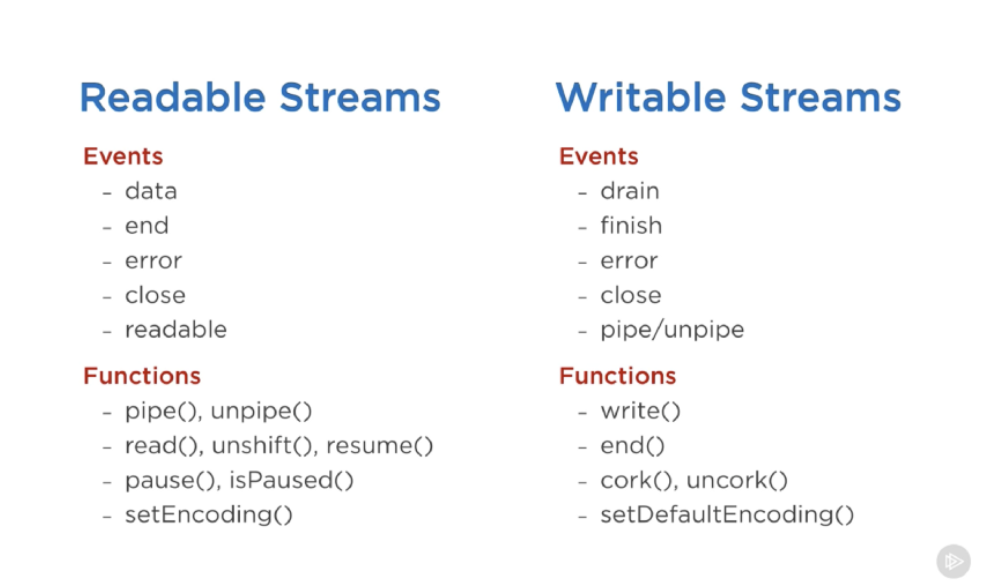 Readable Streams
Events
- data
- end
- error
- close
- readable
Functions
- pipe(), unpipe()
- read(), unshift(), resume()
- pause(), isPaused()
- setEncoding()
Writable Streams
Events
- drain
- finish
- error
- close
- pipe/unpipe
Functions
- write()
- end()
- cork(), uncork()
- setDefaultEncoding()